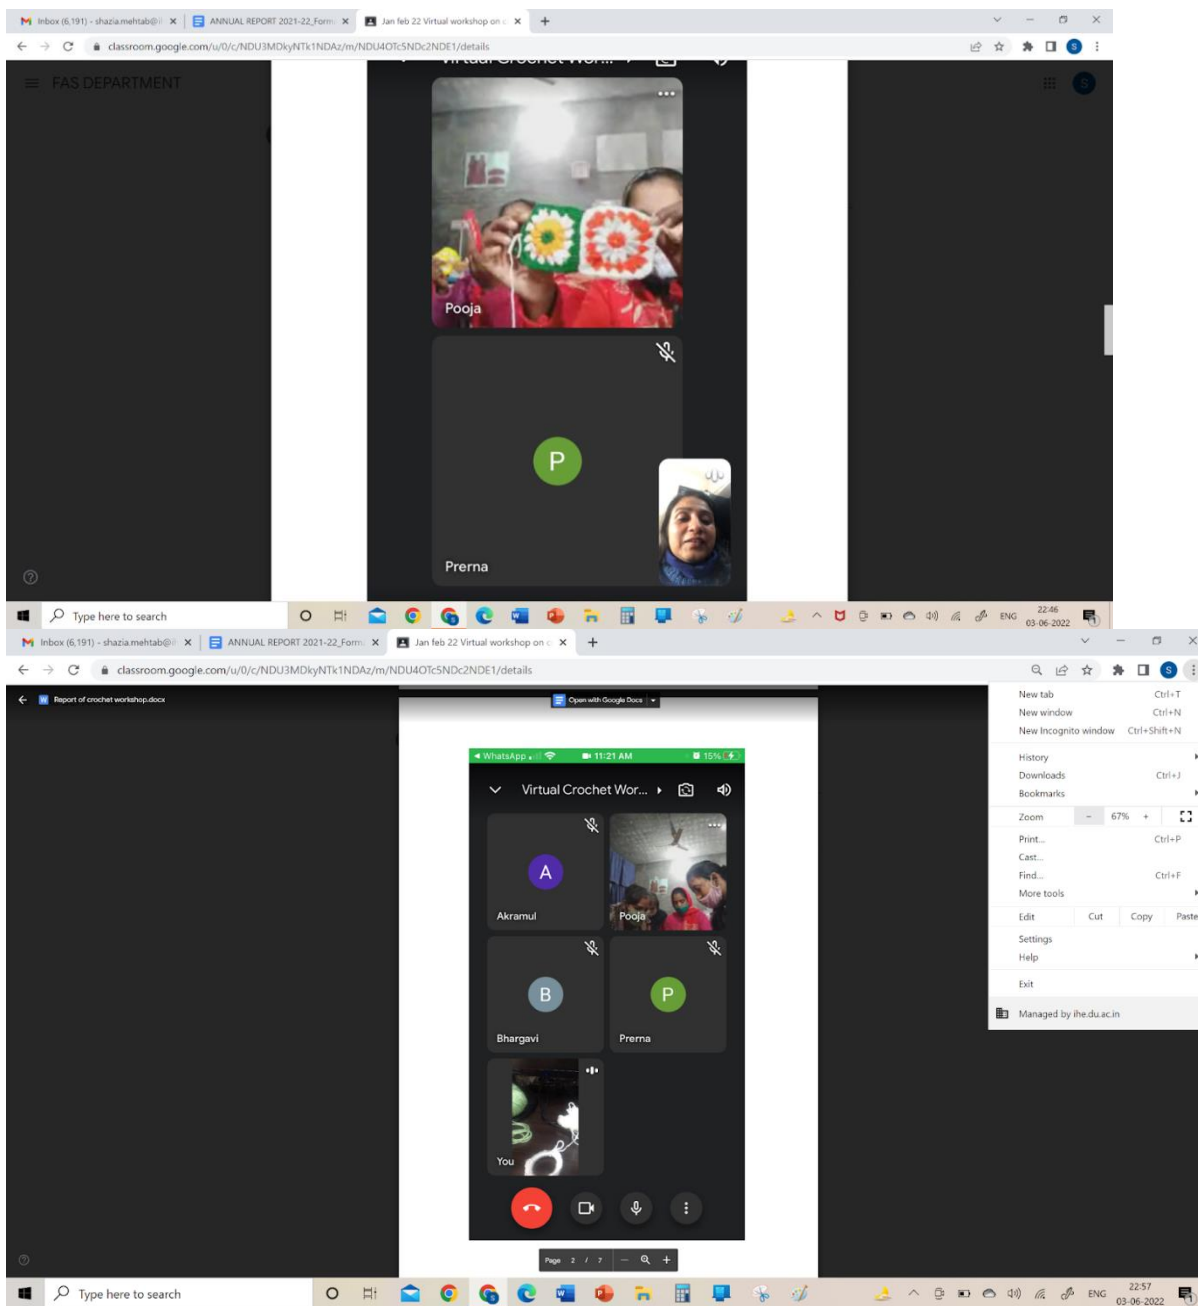 Inbox (6,191) - shazia.mehtab@i
ANNUAL REPORT 2021-22_Form
Jan feb 22 Virtual workshop on c
classroom.google.com/u/0/c/NDU3MDkyNTk1NDAz/m/NDU4OTc5NDc2NDE1/details
S
FAS DEPARTMENT
S
Virtual Crochet Wor...
Pooja
P
Prerna
Type here to search
ENG
22:46
03-06-2022
Inbox (6,191) - shazia.mehtab@i
ANNUAL REPORT 2021-22_Form
Jan feb 22 Virtual workshop on c
classroom.google.com/u/0/c/NDU3MDkyNTk1NDAz/m/NDU4OTc5NDc2NDE1/details
S
W Report of crochet workshop.docx
Open with Google Docs
New tab Ctrl+T
New window Ctrl+N
New Incognito window Ctrl+Shift+N
History
Downloads Ctrl+J
Bookmarks
Zoom - 67% +
Print... Ctrl+P
Cast...
Find... Ctrl+F
More tools
Edit Cut Copy Paste
Settings
Help
Exit
Managed by ihe.du.ac.in
WhatsApp 11:21 AM 15%
Virtual Crochet Wor...
A
Akramul
Pooja
B
Bhargavi
P
Prerna
You
Page 2 / 7 - +
Type here to search
ENG
22:57
03-06-2022